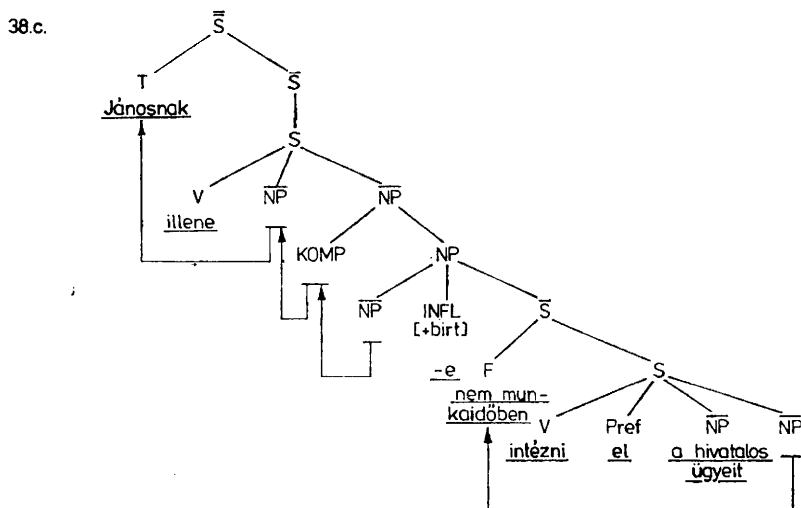 38.c.
S̿
T
S̄
Jánosnak
S
V
N̅P̅
N̅P̅
illene
KOMP
NP
N̅P̅
INFL
[+birt]
S̄
-e
F
S
nem mun-
kaidőben
V
Pref
N̅P̅
N̅P̅
intézni
el
a hivatalos
ügyeit